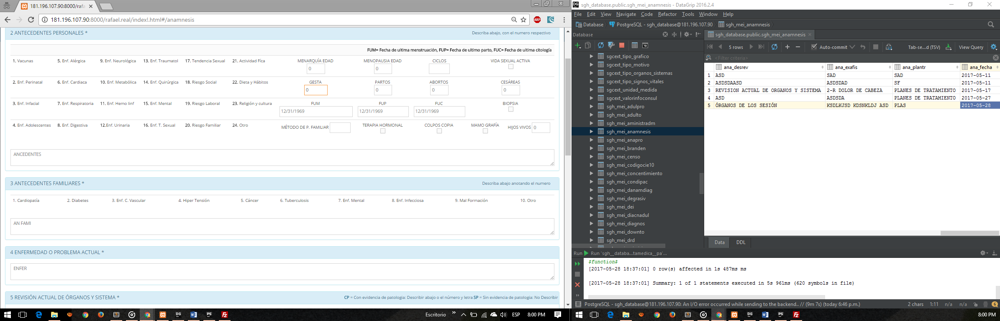 181.196.107.90:8000/rafa
181.196.107.90:8000/rafael.real/index!.html#/anamnesis
ABP
2 ANTECEDENTES PERSONALES *
Describa abajo, con el numero respectivo
FUM= Fecha de ultima menstruación, FUP= Fecha de ultimo parto, FUC= Fecha de ultima citología
1. Vacunas 5. Enf. Alérgica 9. Enf. Neurológica 13. Enf. Traumatol 17. Tendencia Sexual 21. Actividad Fíca MENARQUÍA EDAD MENOPAUSIA EDAD CICLOS VIDA SEXUAL ACTIVA
0 0
2. Enf. Perinatal 6. Enf. Cardiaca 10. Enf. Metabólica 14. Enf. Quirúrgica 18. Riesgo Social 22. Dieta y Hábitos GESTA PARTOS ABORTOS CESÁREAS
0 0 0 0
3. Enf. Infacial 7. Enf. Respiratoria 11. Enf. Hemo linf 15. Enf. Mental 19. Riesgo Laboral 23. Religión y cultura FUM FUP FUC BIOPSIA
12/31/1969 12/31/1969 12/31/1969
4. Enf. Adolescentes 8. Enf. Digestiva 12.Enf. Urinaria 16. Enf. T. Sexual 20. Riesgo Familiar 24. Otro MÉTODO DE P. FAMILIAR TERAPIA HORMONAL COLPOS COPIA MAMO GRAFÍA HIJOS VIVOS 0
ANCEDENTES
3 ANTECEDENTES FAMILIARES *
Describa abajo anotando el numero
1. Cardiopatía 2. Diabetes 3. Enf. C. Vascular 4. Hiper Tensión 5. Cáncer 6. Tuberculosis 7. Enf. Mental 8. Enf. Infecciosa 9. Mal Formación 10. Otro
AN FAMI
4 ENFERMEDAD O PROBLEMA ACTUAL *
ENFER
5 REVISIÓN ACTUAL DE ÓRGANOS Y SISTEMA *
CP = Con evidencia de patologia: Describir abajo o el número y letra SP = Sin evidencia de patologia: No Describir
Escritorio
ESP
8:00 PM
DG sgh_database.public.sgh_mei_anamnesis - DataGrip 2016.2.4
File Edit View Navigate Code Refactor Tools Window Help
Database PostgreSQL - sgh_database@181.196.107.90 sgh_mei_anamnesis
Database
sgcext_tipo_grafico
sgcext_tipo_motivo
sgcext_tipo_organos_sistemas
sgcext_tipo_signos_vitales
sgcext_unidad_medida
sgcext_valorinfoconsul
sgh_mei_adulpro
sgh_mei_adulto
sgh_mei_aministradm
sgh_mei_anamnesis
sgh_mei_anapro
sgh_mei_branden
sgh_mei_censo
sgh_mei_codigocie10
sgh_mei_concentimiento
sgh_mei_condipac
sgh_mei_danamdiag
sgh_mei_degrasiv
sgh_mei_dei
sgh_mei_diacnadul
sgh_mei_diagnos
sgh_mei_downto
sgh_mei_drd
sgh_database.public.sgh_mei_anamnesis
5 rows Auto-commit Tab-se...d (TSV) View Query
<Filter criteria>
ana_desrev ana_exafis ana_plantr ana_fecha
1 ASD SAD SAD 2017-05-11
2 ASDSDAASD ASDSDAD SF 2017-05-11
3 REVISION ACTUAL DE ORGANOS Y SISTEMA 2-R DOLOR DE CABEZA PLANES DE TRATAMIENTO 2017-05-17
4 ASD ASDSDA PLANES DE TRATAMIENTO 2017-05-27
5 ÓRGANOS DE LOS SESIÓN KSDLKJSD KDSNKLDJ ASD PLAS 2017-05-28
Data DDL
Run Run 'sgh__databa...tamedica__pa'...
$function$
[2017-05-28 18:37:01] 0 row(s) affected in 1s 487ms ms
[2017-05-28 18:37:01] Summary: 1 of 1 statements executed in 5s 961ms (620 symbols in file)
PostgreSQL - sgh_database@181.196.107.90: An I/O error occurred while sending to the backend.. // (9m 7s) (today 6:46 p.m.)
2 chars 1:11 n/a n/a 6
8:00 PM